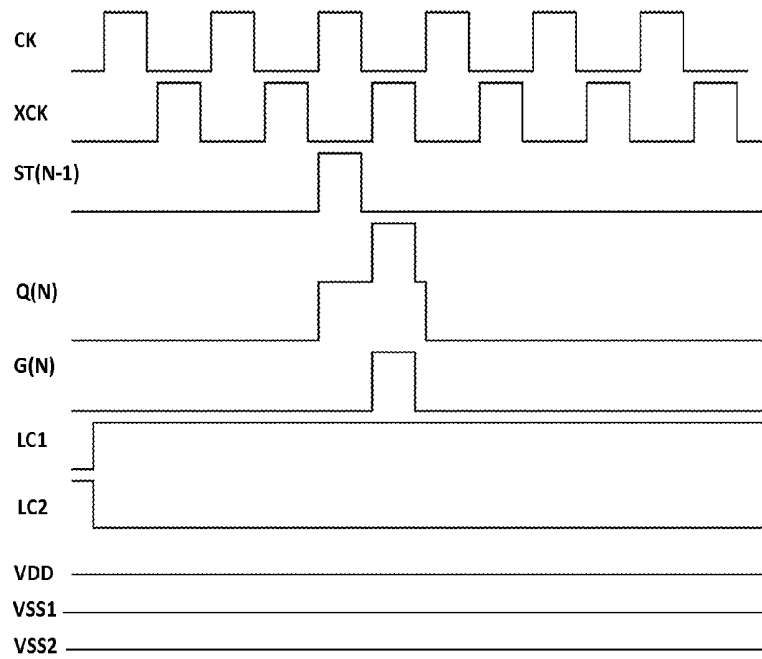 CK
XCK
ST(N-1)
Q(N)
G(N)
LC1
LC2
VDD
VSS1
VSS2